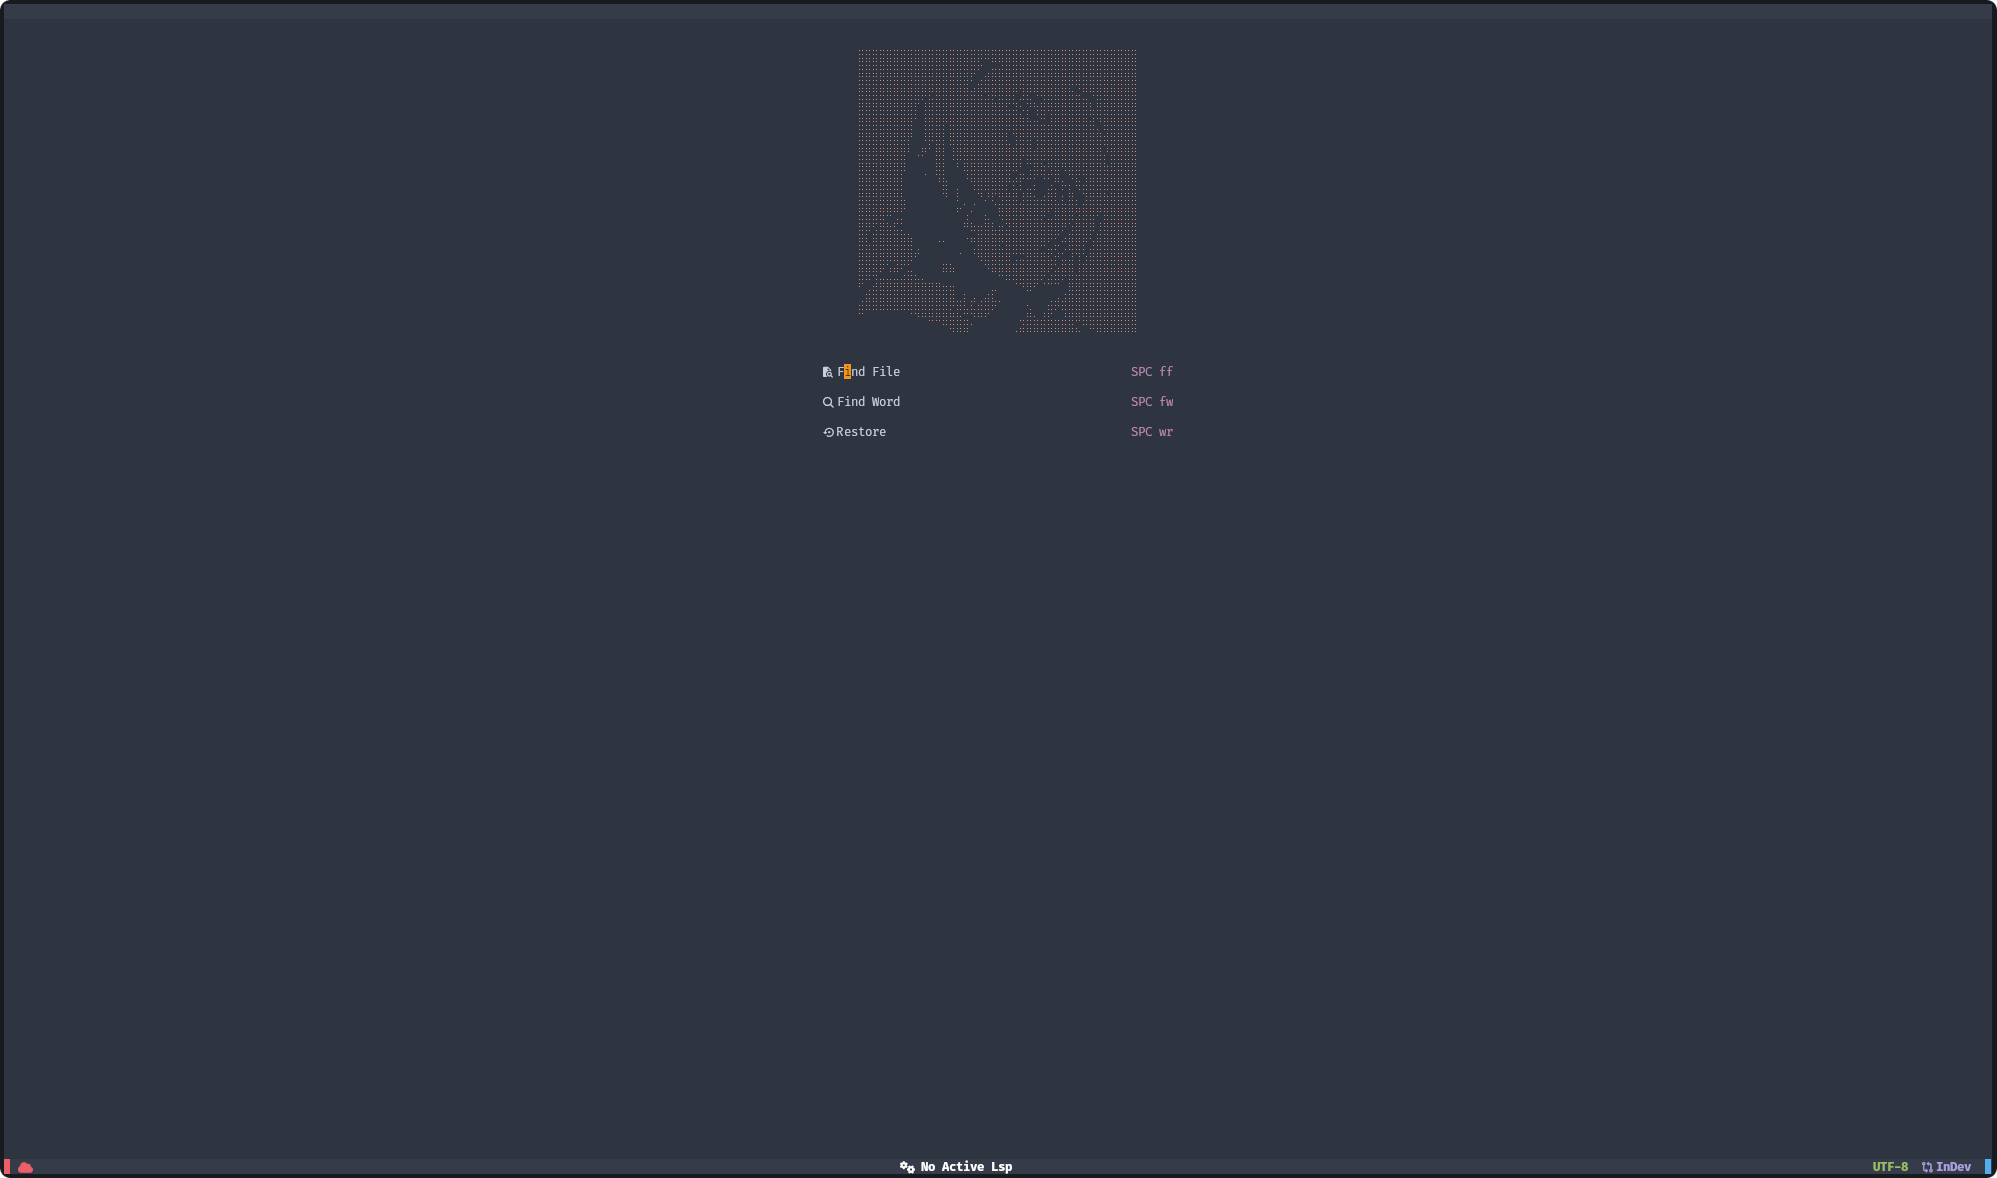 Find File SPC ff
Find Word SPC fw
Restore SPC wr
No Active Lsp UTF-8 InDev